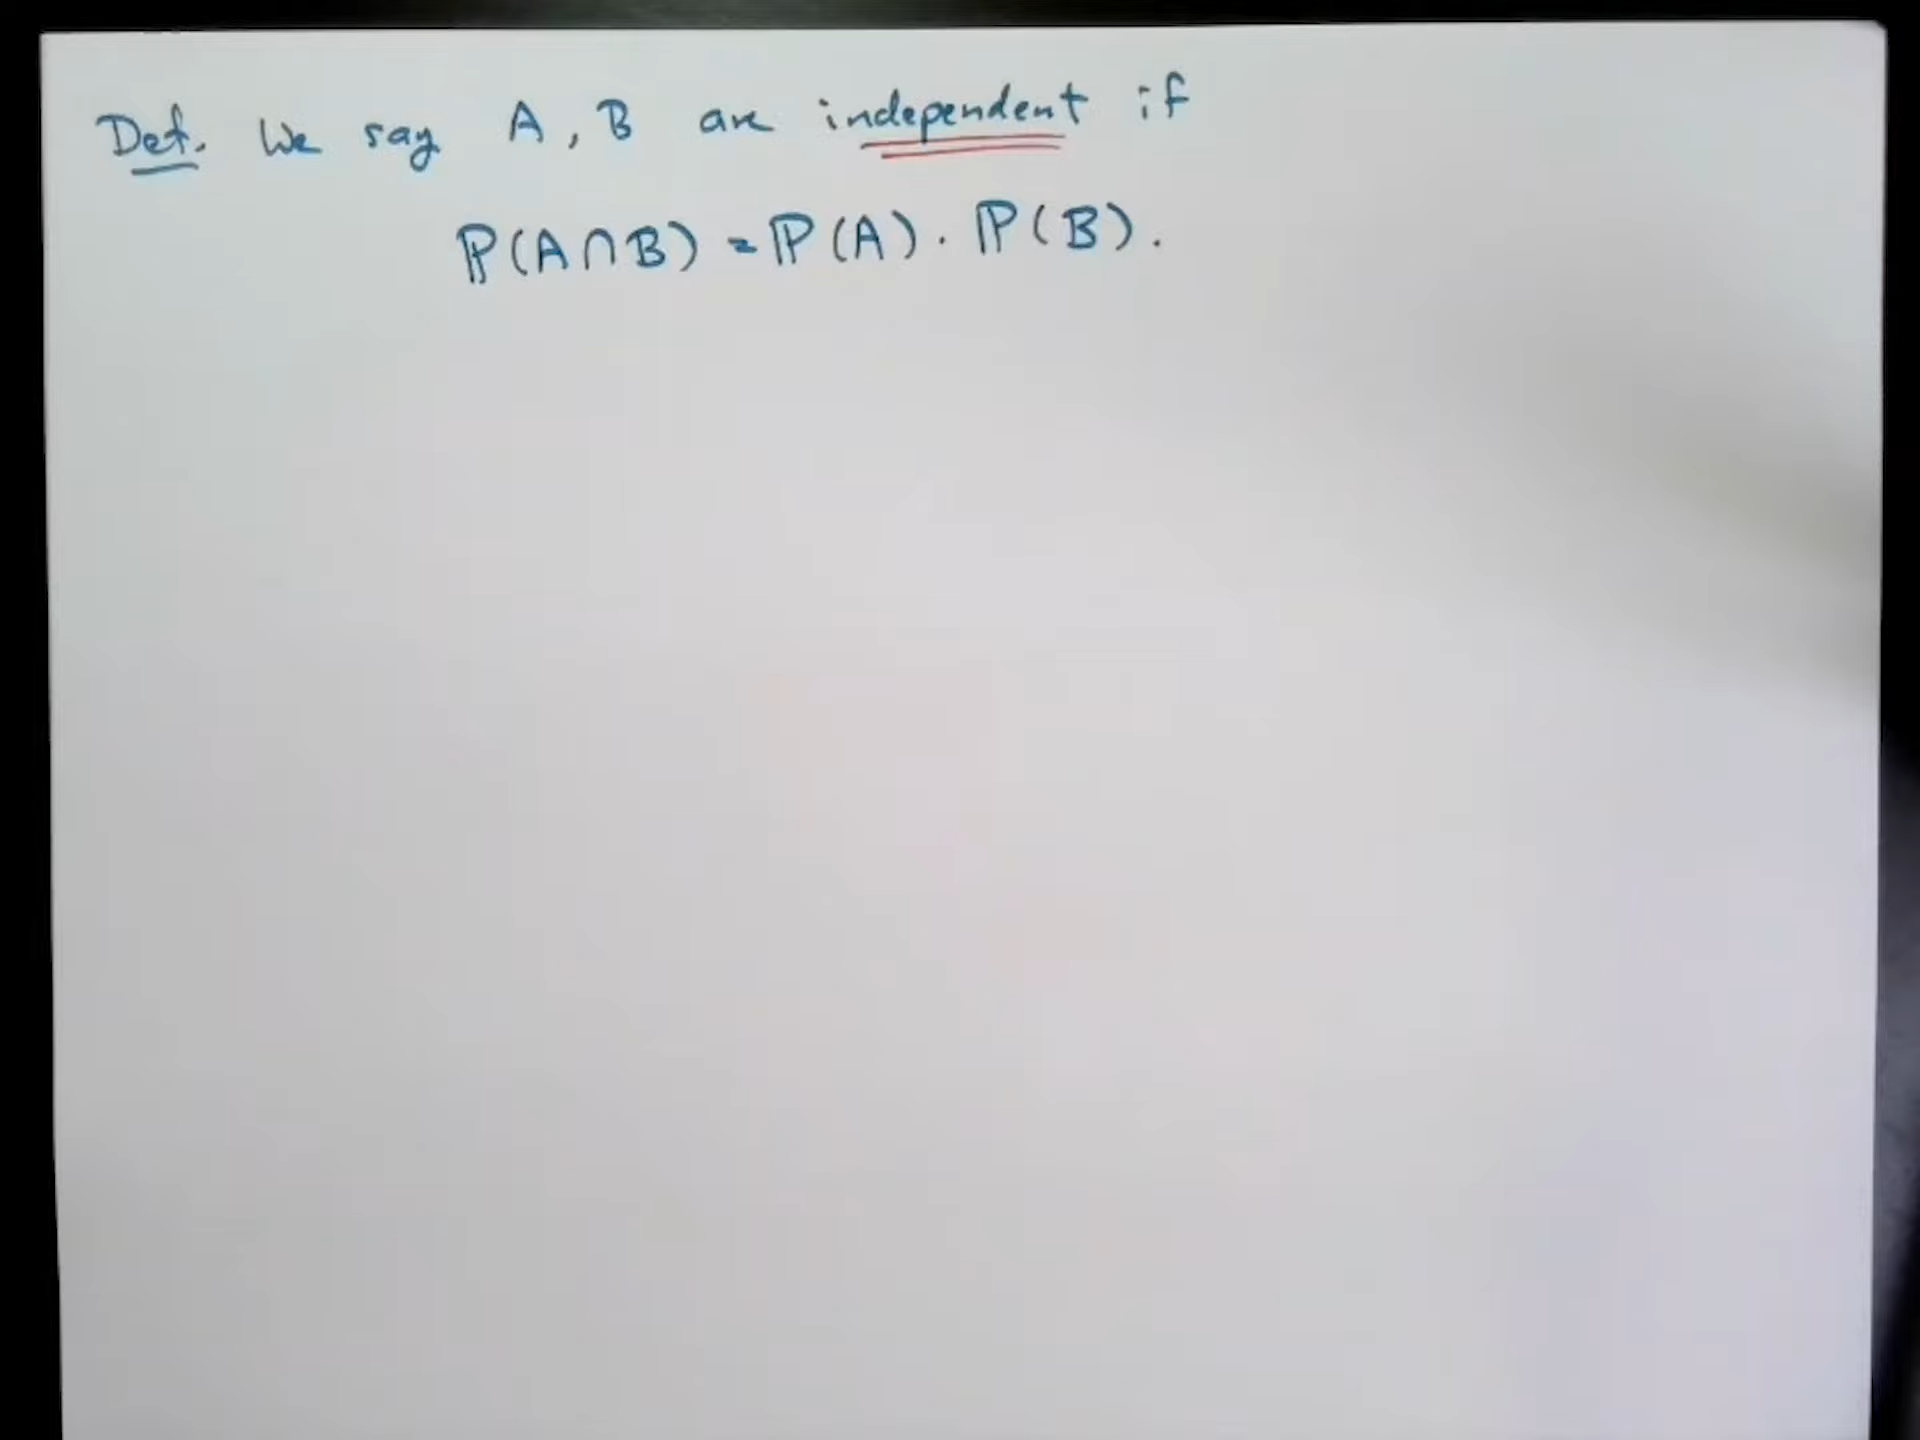 Def. We say A, B are independent if
ℙ(A∩B) = ℙ(A) · ℙ(B).